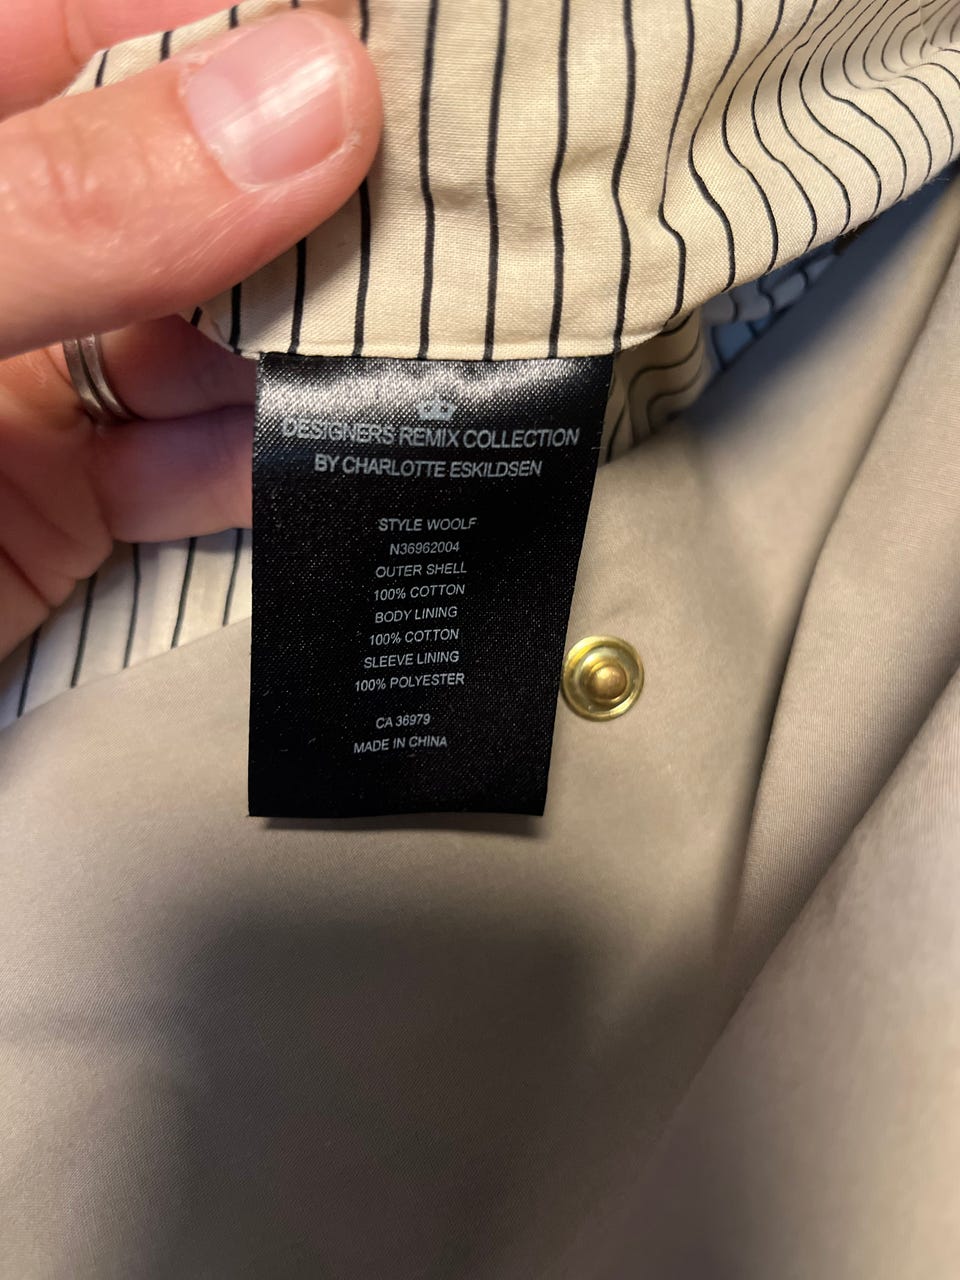 DESIGNERS REMIX COLLECTION
BY CHARLOTTE ESKILDSEN
STYLE WOOLF
N36962004
OUTER SHELL
100% COTTON
BODY LINING
100% COTTON
SLEEVE LINING
100% POLYESTER
CA 36979
MADE IN CHINA